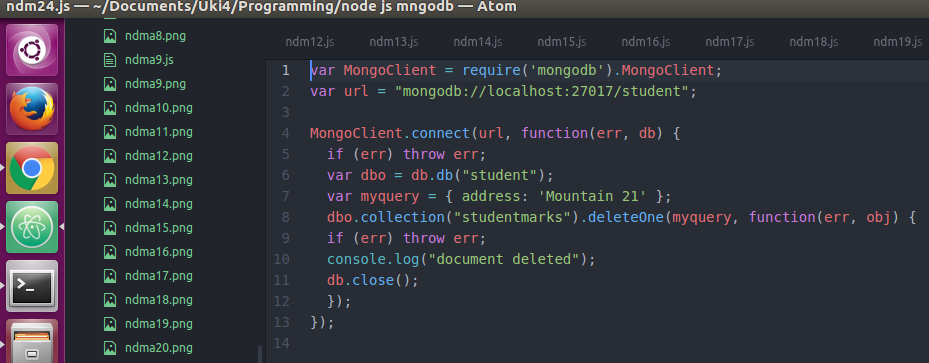 ndm24.js — ~/Documents/Uki4/Programming/node js mngodb — Atom
ndma8.png
ndma9.js
ndma9.png
ndma10.png
ndma11.png
ndma12.png
ndma13.png
ndma14.png
ndma15.png
ndma16.png
ndma17.png
ndma18.png
ndma19.png
ndma20.png
ndm12.js ndm13.js ndm14.js ndm15.js ndm16.js ndm17.js ndm18.js ndm19.js
1 var MongoClient = require('mongodb').MongoClient;
2 var url = "mongodb://localhost:27017/student";
3
4 MongoClient.connect(url, function(err, db) {
5 if (err) throw err;
6 var dbo = db.db("student");
7 var myquery = { address: 'Mountain 21' };
8 dbo.collection("studentmarks").deleteOne(myquery, function(err, obj) {
9 if (err) throw err;
10 console.log("document deleted");
11 db.close();
12 });
13 });
14